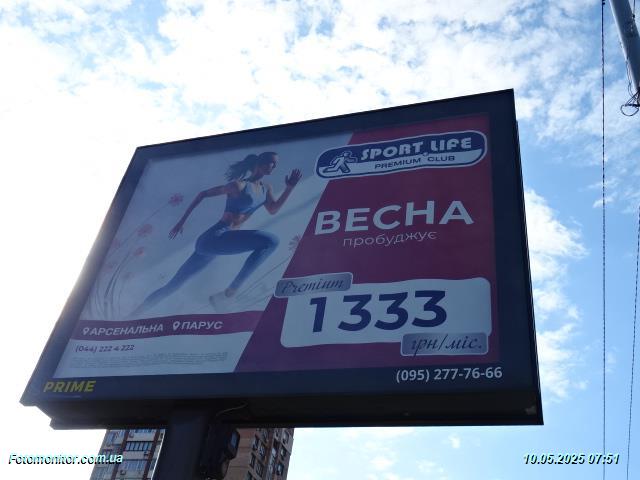 SPORT LIFE
PREMIUM CLUB
ВЕСНА
пробуджує
Premium
1333
грн/міс.
АРСЕНАЛЬНА ПАРУС
(044) 222 4 222
PRIME
(095) 277-76-66
Fotomonitor.com.ua
10.05.2025 07:51